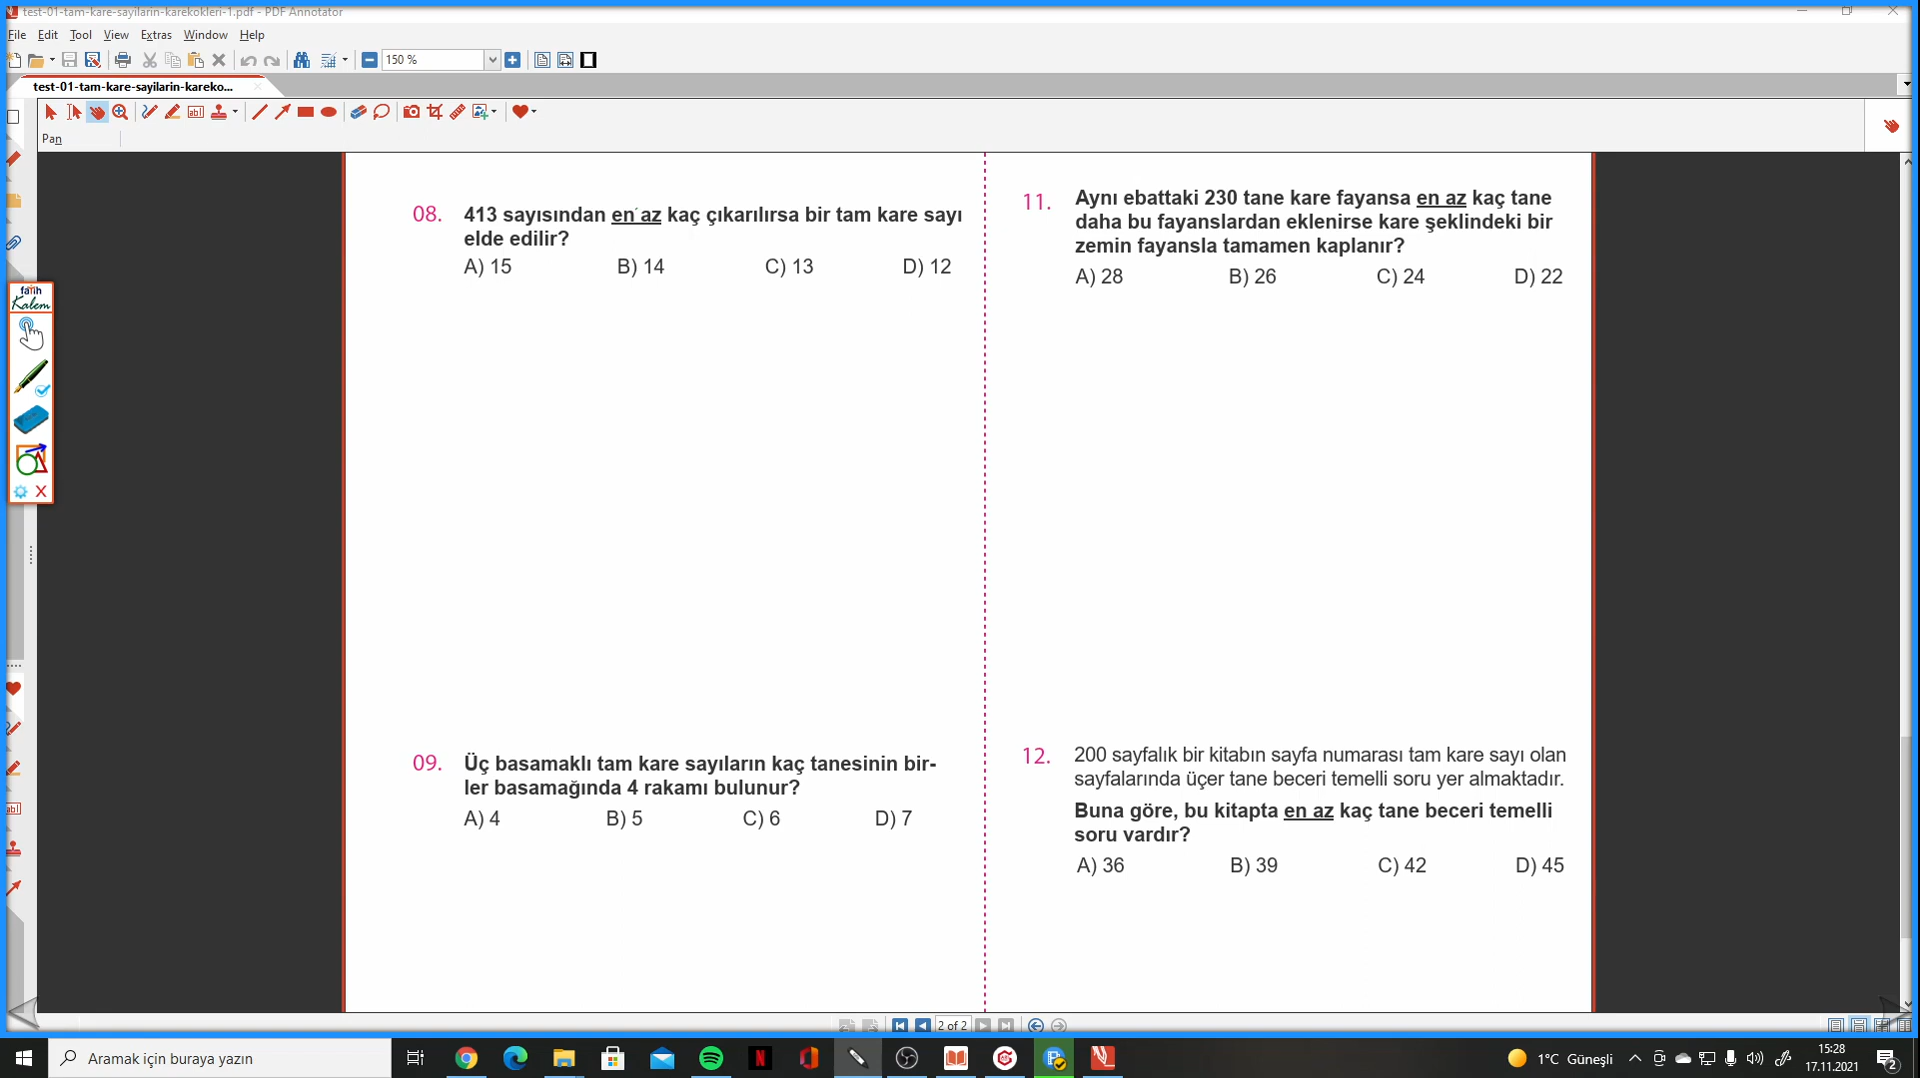 test-01-tam-kare-sayilarin-karekokleri-1.pdf - PDF Annotator
File Edit Tool View Extras Window Help
150 %
test-01-tam-kare-sayilarin-kareko...
Pan
fatih
Kalem
08. 413 sayısından en az kaç çıkarılırsa bir tam kare sayı
elde edilir?
A) 15 B) 14 C) 13 D) 12
09. Üç basamaklı tam kare sayıların kaç tanesinin bir-
ler basamağında 4 rakamı bulunur?
A) 4 B) 5 C) 6 D) 7
11. Aynı ebattaki 230 tane kare fayansa en az kaç tane
daha bu fayanslardan eklenirse kare şeklindeki bir
zemin fayansla tamamen kaplanır?
A) 28 B) 26 C) 24 D) 22
12. 200 sayfalık bir kitabın sayfa numarası tam kare sayı olan
sayfalarında üçer tane beceri temelli soru yer almaktadır.
Buna göre, bu kitapta en az kaç tane beceri temelli
soru vardır?
A) 36 B) 39 C) 42 D) 45
2 of 2
Aramak için buraya yazın
1°C Güneşli
15:28
17.11.2021
2